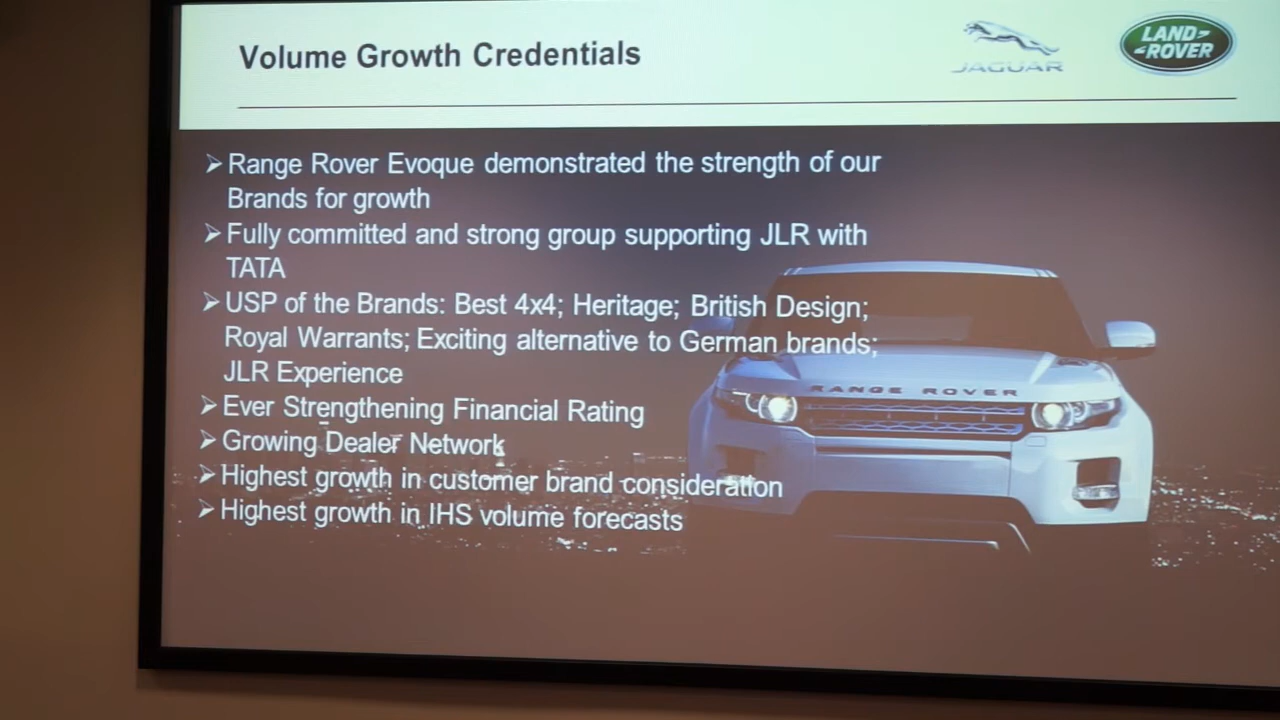 Volume Growth Credentials
JAGUAR
LAND
ROVER
➢ Range Rover Evoque demonstrated the strength of our
Brands for growth
➢ Fully committed and strong group supporting JLR with
TATA
➢ USP of the Brands: Best 4x4; Heritage; British Design;
Royal Warrants; Exciting alternative to German brands;
JLR Experience
➢ Ever Strengthening Financial Rating
➢ Growing Dealer Network
➢ Highest growth in customer brand consideration
➢ Highest growth in IHS volume forecasts
RANGE ROVER